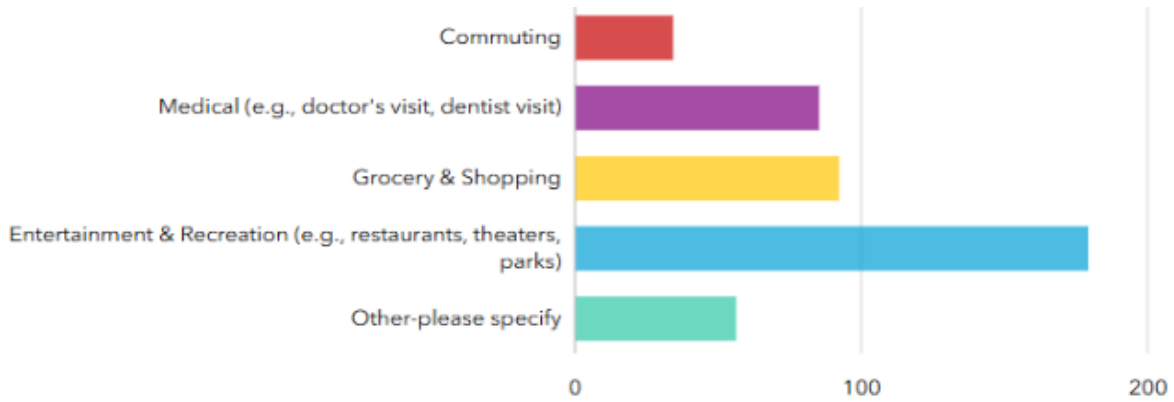 Commuting
Medical (e.g., doctor's visit, dentist visit)
Grocery & Shopping
Entertainment & Recreation (e.g., restaurants, theaters,
parks)
Other-please specify
0 100 200